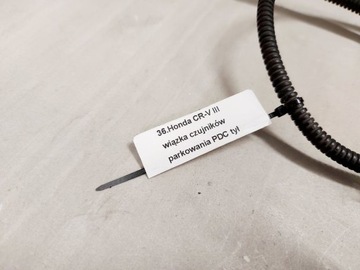 36.Honda CR-V III
wiązka czujników
parkowania PDC tył